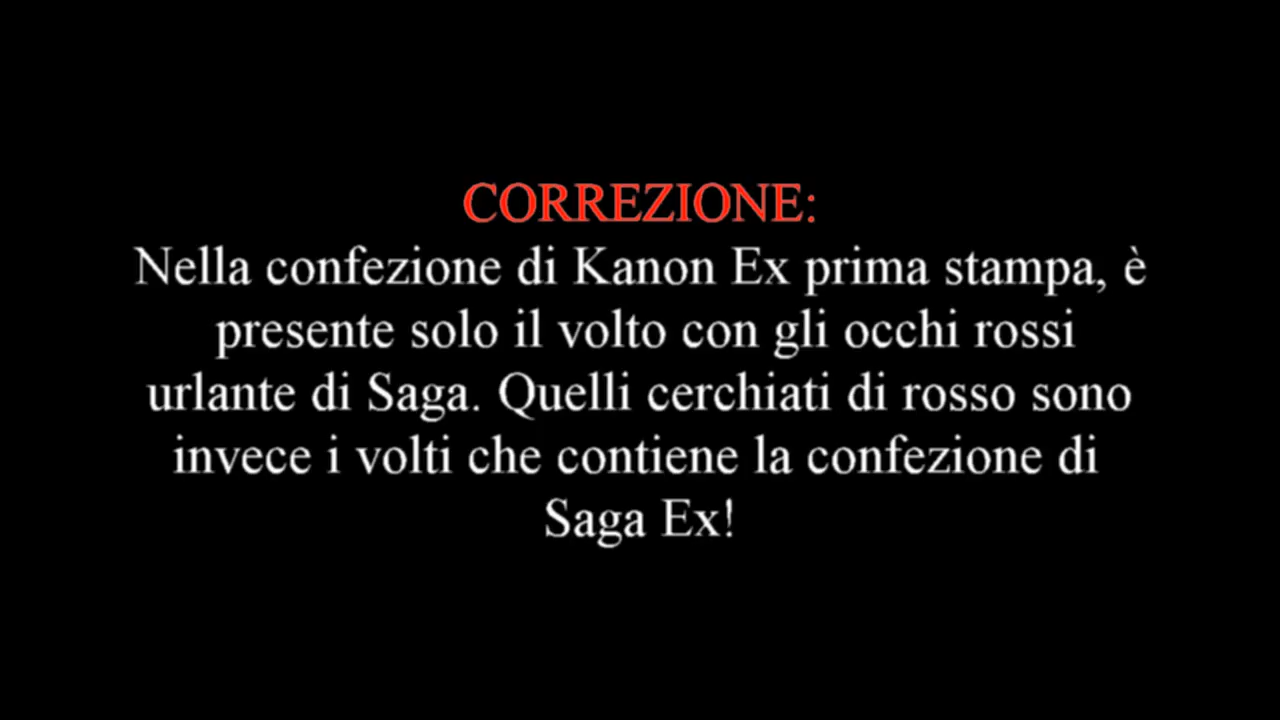 CORREZIONE:
Nella confezione di Kanon Ex prima stampa, è
presente solo il volto con gli occhi rossi
urlante di Saga. Quelli cerchiati di rosso sono
invece i volti che contiene la confezione di
Saga Ex!